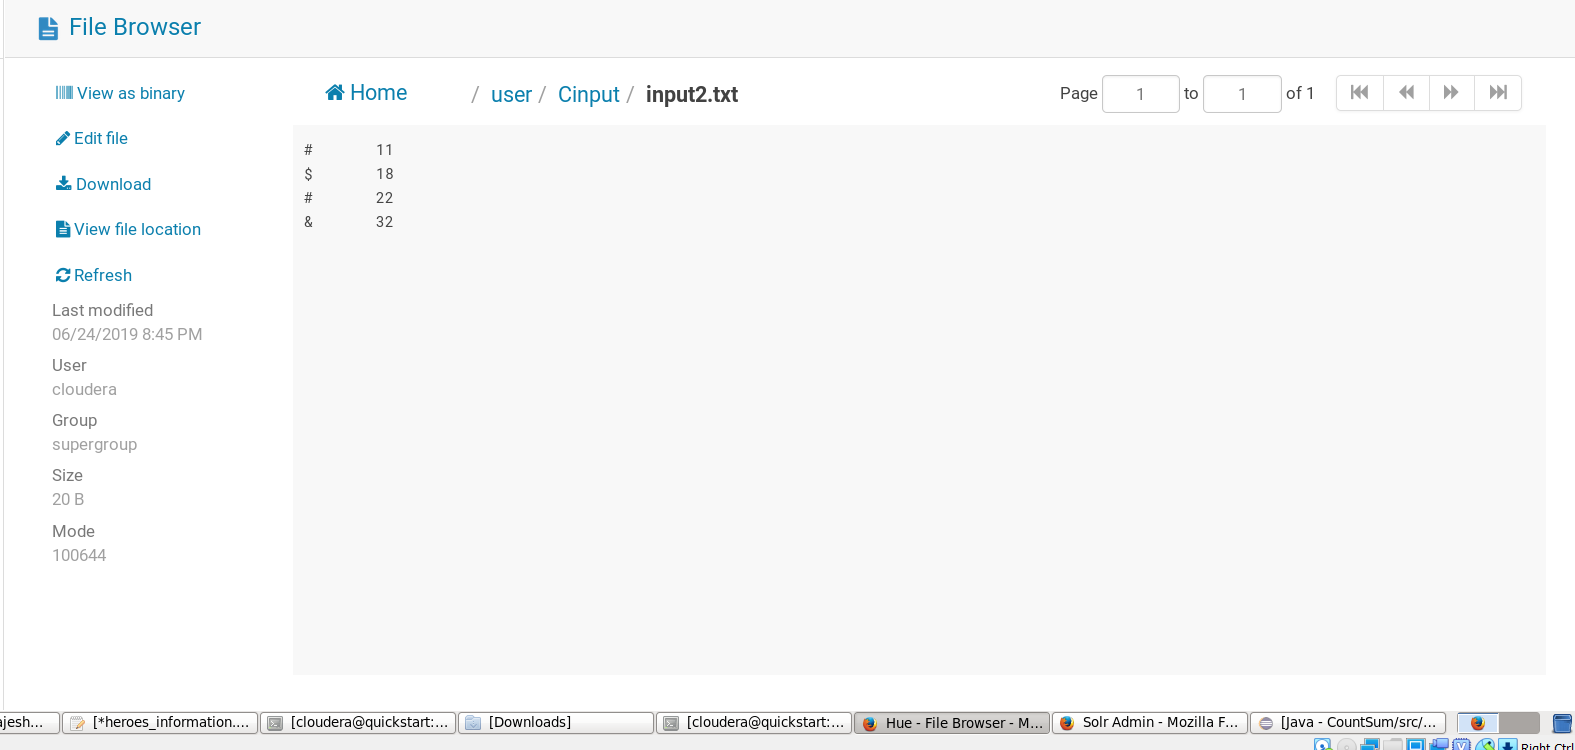 File Browser
View as binary
Edit file
Download
View file location
Refresh
Last modified
06/24/2019 8:45 PM
User
cloudera
Group
supergroup
Size
20 B
Mode
100644
Home / user / Cinput / input2.txt
Page 1 to 1 of 1
# 11
$ 18
# 22
& 32
ajesh... [*heroes_information.... [cloudera@quickstart:... [Downloads] [cloudera@quickstart:... Hue - File Browser - M... Solr Admin - Mozilla F... [Java - CountSum/src/...
Right Ctrl